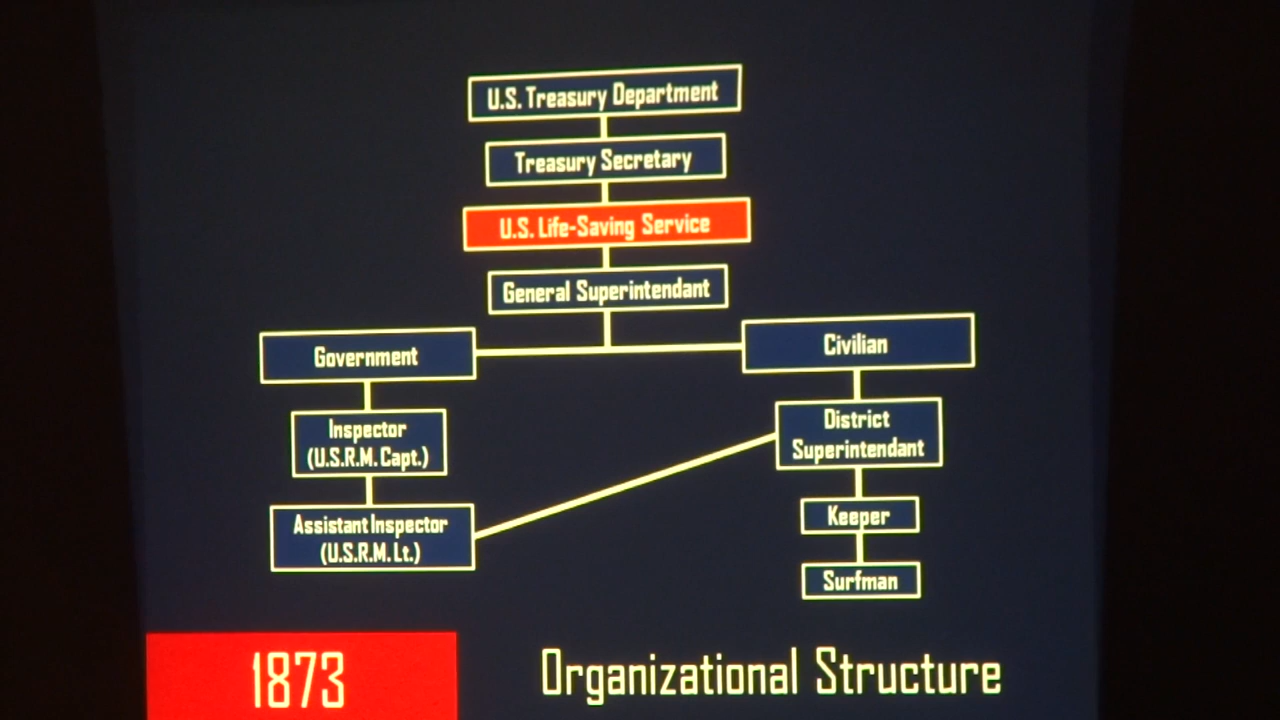 U.S. Treasury Department
Treasury Secretary
U.S. Life-Saving Service
General Superintendant
Government
Civilian
Inspector
(U.S.R.M. Capt.)
District
Superintendant
Assistant Inspector
(U.S.R.M. Lt.)
Keeper
Surfman
1873
Organizational Structure